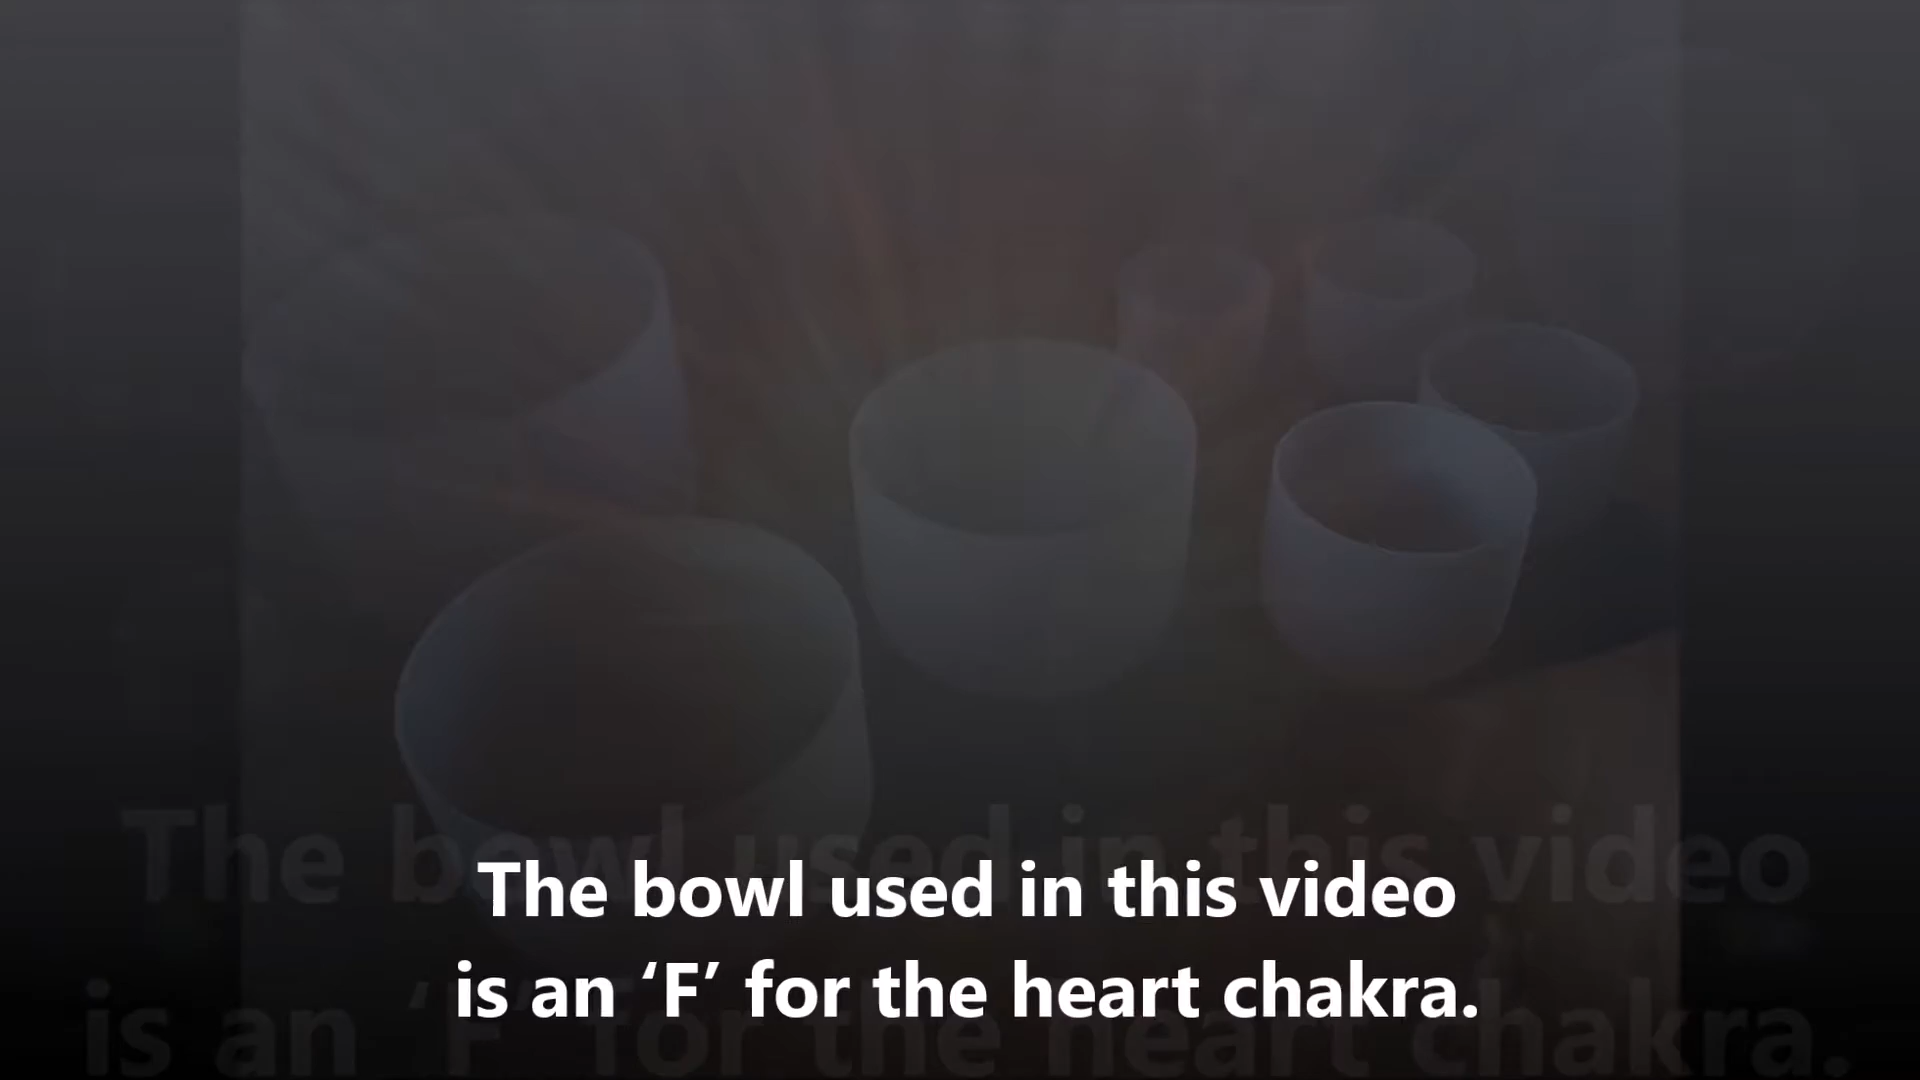 The bowl used in this video
is an ‘F’ for the heart chakra.